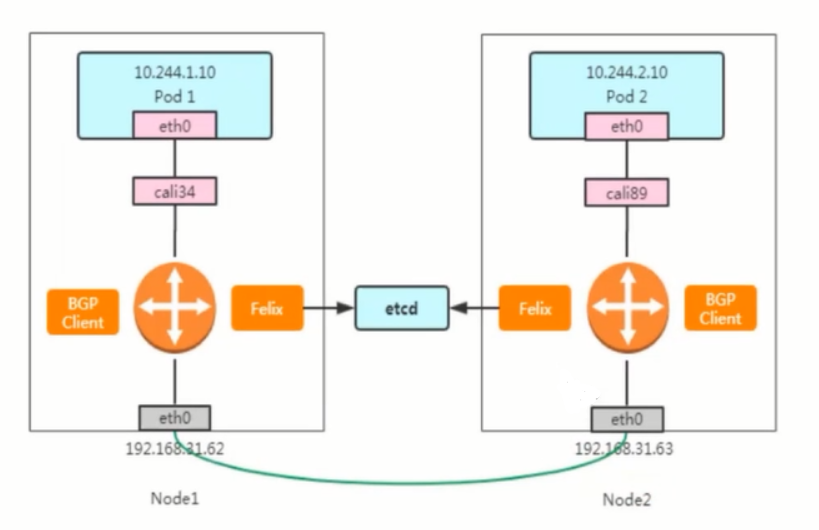 10.244.1.10
Pod 1
eth0
cali34
BGP
Client
Felix
eth0
192.168.31.62
Node1
etcd
10.244.2.10
Pod 2
eth0
cali89
Felix
BGP
Client
eth0
192.168.31.63
Node2